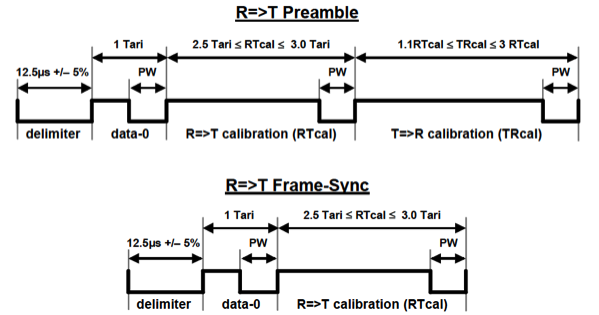 R=>T Preamble
1 Tari
2.5 Tari ≤ RTcal ≤ 3.0 Tari
1.1RTcal ≤ TRcal ≤ 3 RTcal
12.5µs +/– 5%
PW
PW
PW
delimiter
data-0
R=>T calibration (RTcal)
T=>R calibration (TRcal)
R=>T Frame-Sync
1 Tari
2.5 Tari ≤ RTcal ≤ 3.0 Tari
12.5µs +/– 5%
PW
PW
delimiter
data-0
R=>T calibration (RTcal)